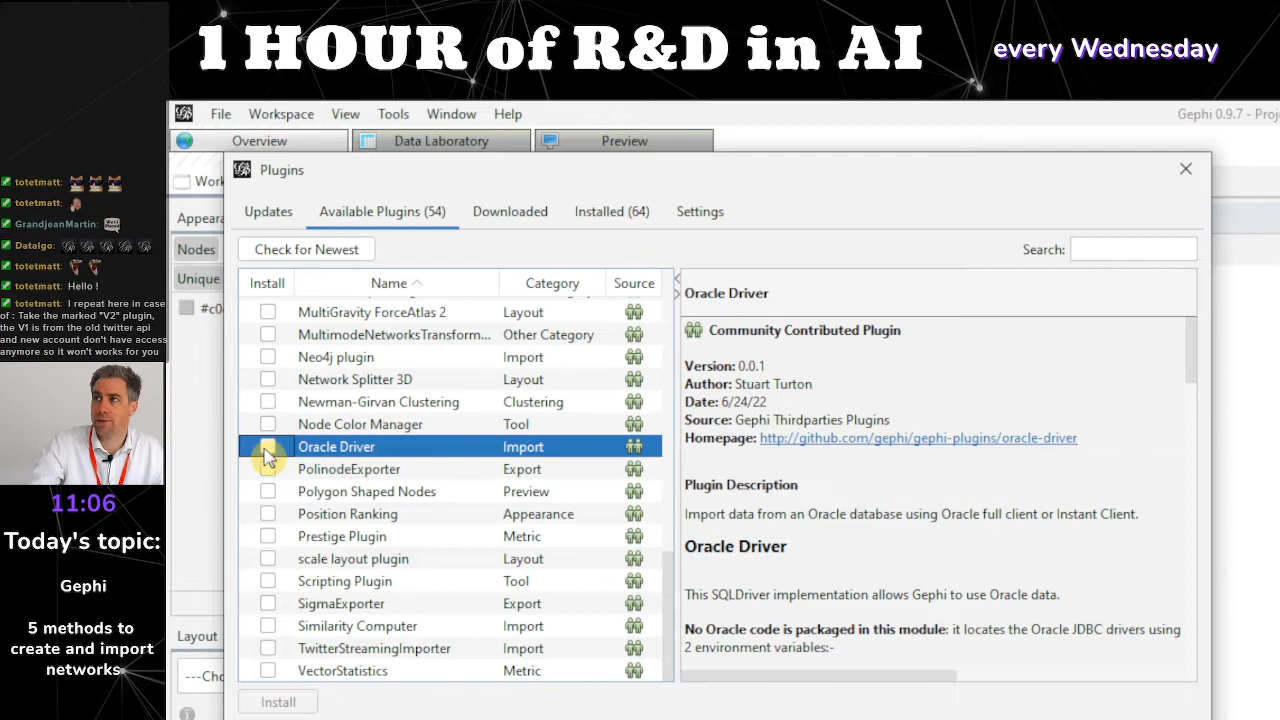 1 HOUR of R&D in AI
every Wednesday
File Workspace View Tools Window Help
Gephi 0.9.7 - Proj
Overview Data Laboratory Preview
Plugins
Updates Available Plugins (54) Downloaded Installed (64) Settings
Check for Newest
Search:
Install Name Category Source
MultiGravity ForceAtlas 2 Layout
MultimodeNetworksTransform... Other Category
Neo4j plugin Import
Network Splitter 3D Layout
Newman-Girvan Clustering Clustering
Node Color Manager Tool
Oracle Driver Import
PolinodeExporter Export
Polygon Shaped Nodes Preview
Position Ranking Appearance
Prestige Plugin Metric
scale layout plugin Layout
Scripting Plugin Tool
SigmaExporter Export
Similarity Computer Import
TwitterStreamingImporter Import
VectorStatistics Metric
Install
Oracle Driver
Community Contributed Plugin
Version: 0.0.1
Author: Stuart Turton
Date: 6/24/22
Source: Gephi Thirdparties Plugins
Homepage: http://github.com/gephi/gephi-plugins/oracle-driver
Plugin Description
Import data from an Oracle database using Oracle full client or Instant Client.
Oracle Driver
This SQLDriver implementation allows Gephi to use Oracle data.
No Oracle code is packaged in this module: it locates the Oracle JDBC drivers using
2 environment variables:-
Work
Appeara
Nodes
Unique
#c0
Layout
---Cho
totetmatt:
totetmatt:
GrandjeanMartin:
Datalgo:
totetmatt:
totetmatt: Hello !
totetmatt: I repeat here in case
of : Take the marked "V2" plugin,
the V1 is from the old twitter api
and new account don't have access
anymore so it won't works for you
11:06
Today's topic:
Gephi
5 methods to
create and import
networks